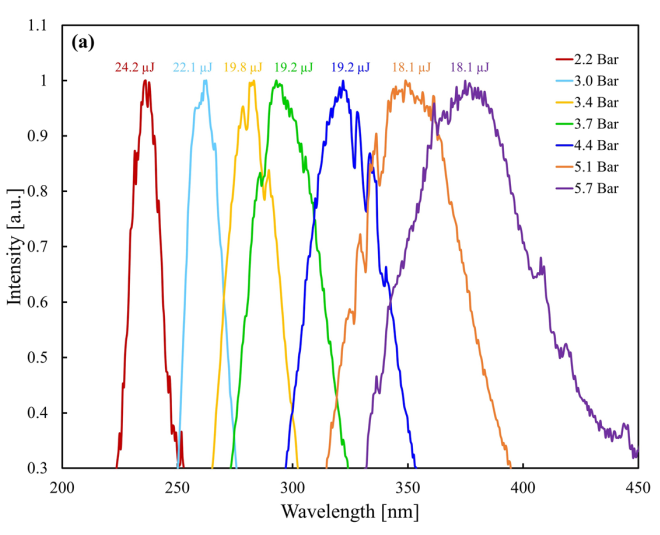 (a)
24.2 µJ 22.1 µJ 19.8 µJ 19.2 µJ 19.2 µJ 18.1 µJ 18.1 µJ
2.2 Bar
3.0 Bar
3.4 Bar
3.7 Bar
4.4 Bar
5.1 Bar
5.7 Bar
Intensity [a.u.]
1.1
1
0.9
0.8
0.7
0.6
0.5
0.4
0.3
200 250 300 350 400 450
Wavelength [nm]